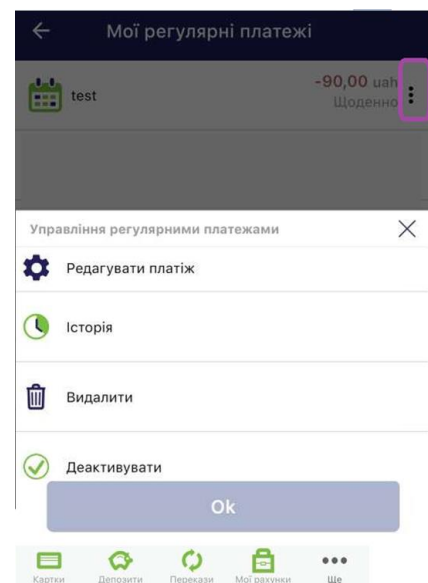 Мої регулярні платежі
test
-90,00 uah
Щоденно
Управління регулярними платежами
Редагувати платіж
Історія
Видалити
Деактивувати
Ok
Картки Депозити Перекази Мої рахунки Ще